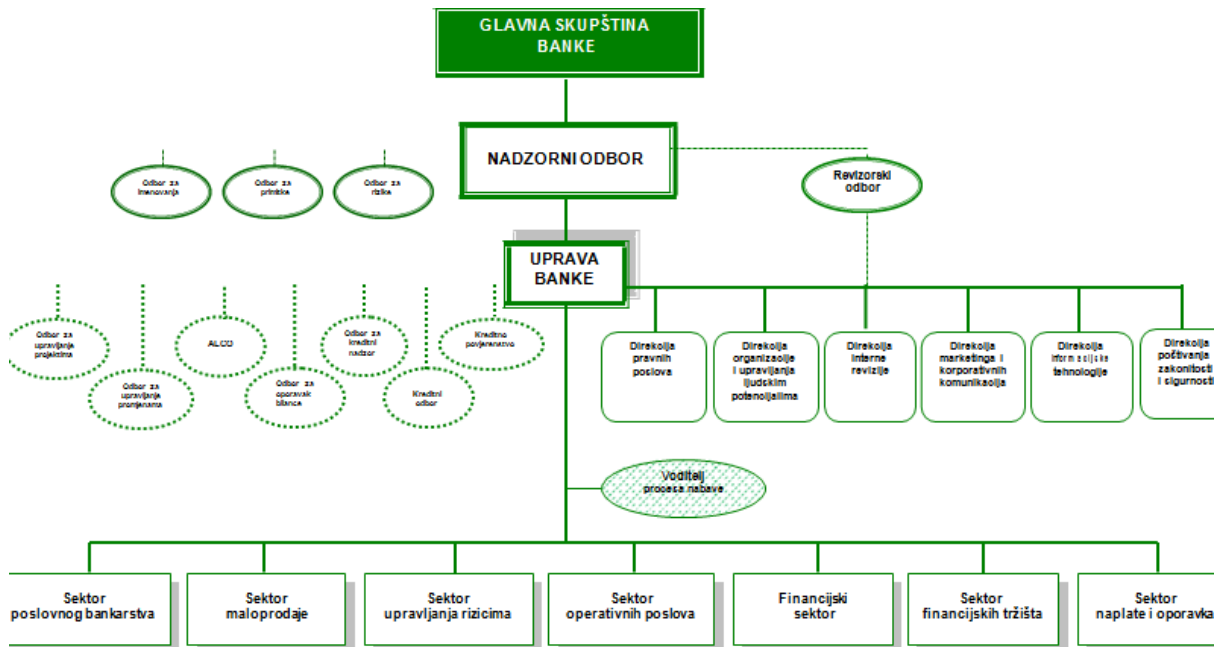 GLAVNA SKUPŠTINA
BANKE
NADZORNI ODBOR
Odbor za
imenovanja
Odbor za
primitke
Odbor za
rizike
Revizorski
odbor
UPRAVA
BANKE
Odbor za
upravljanje
projektima
Odbor za
upravljanje
promjenama
ALCO
Odbor za
oporavak
bilance
Odbor za
kreditni
nadzor
Kreditni
odbor
Kreditno
povjerenstvo
Direkcija
pravnih
poslova
Direkcija
organizacije
i upravljanja
ljudskim
potencijalima
Direkcija
interne
revizije
Direkcija
marketinga i
korporativnih
komunikacija
Direkcija
informacijske
tehnologije
Direkcija
poštivanja
zakonitosti
i sigurnosti
Voditelj
procesa nabave
Sektor
poslovnog bankarstva
Sektor
maloprodaje
Sektor
upravljanja rizicima
Sektor
operativnih poslova
Financijski
sektor
Sektor
financijskih tržišta
Sektor
naplate i oporavka